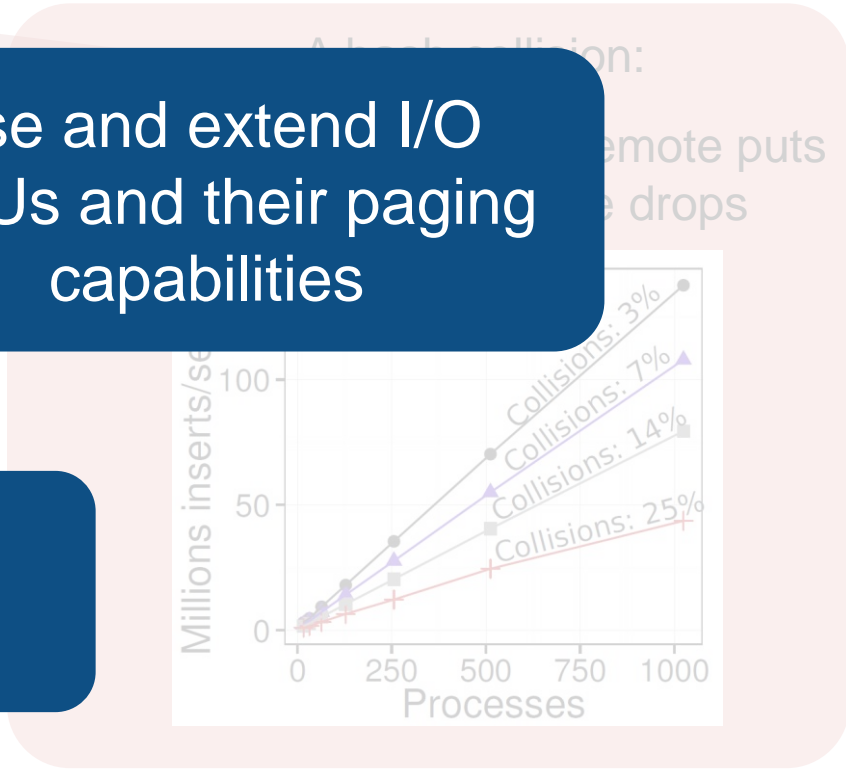 on:
se and extend I/O
Us and their paging
capabilities
emote puts
drops
Millions inserts/se
100
50
0
Collisions: 3%
Collisions: 7%
Collisions: 14%
Collisions: 25%
0 250 500 750 1000
Processes